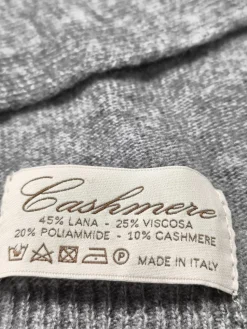 Cashmere
45% LANA - 25% VISCOSA
20% POLIAMMIDE - 10% CASHMERE
MADE IN ITALY